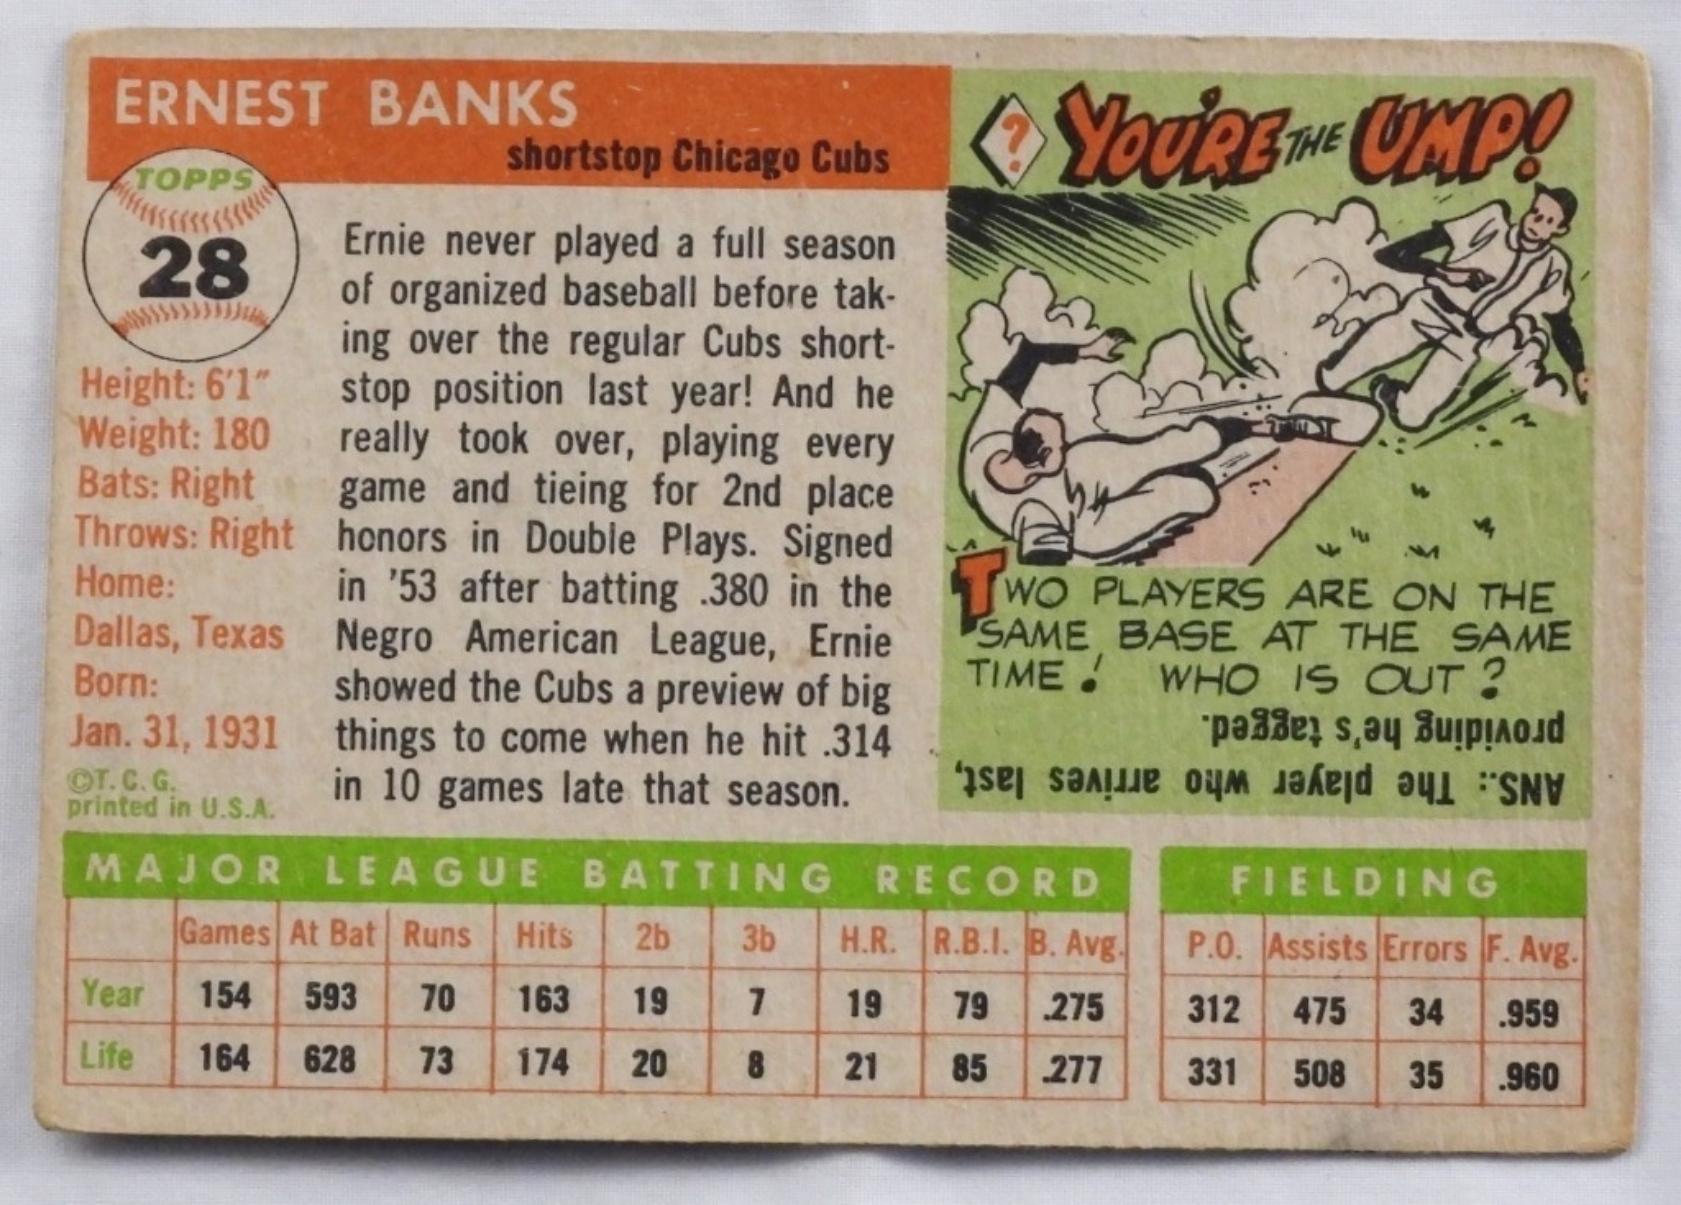 ERNEST BANKS
shortstop Chicago Cubs
TOPPS
28
Height: 6'1"
Weight: 180
Bats: Right
Throws: Right
Home:
Dallas, Texas
Born:
Jan. 31, 1931
©T. C. G.
printed in U.S.A.
Ernie never played a full season
of organized baseball before tak-
ing over the regular Cubs short-
stop position last year! And he
really took over, playing every
game and tieing for 2nd place
honors in Double Plays. Signed
in '53 after batting .380 in the
Negro American League, Ernie
showed the Cubs a preview of big
things to come when he hit .314
in 10 games late that season.
? YOU'RE THE UMP!
TWO PLAYERS ARE ON THE
SAME BASE AT THE SAME
TIME! WHO IS OUT?
ANS.: The player who arrives last,
providing he's tagged.
MAJOR LEAGUE BATTING RECORD
Games At Bat Runs Hits 2b 3b H.R. R.B.I. B. Avg.
Year 154 593 70 163 19 7 19 79 .275
Life 164 628 73 174 20 8 21 85 .277
FIELDING
P.O. Assists Errors F. Avg.
312 475 34 .959
331 508 35 .960